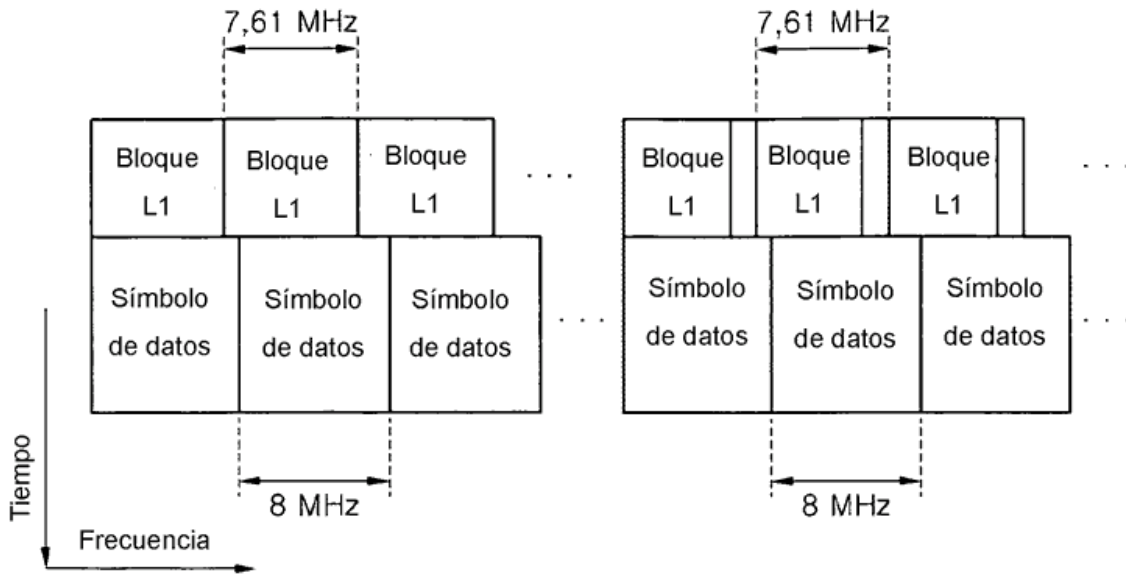 7,61 MHz
7,61 MHz
Bloque
L1
Bloque
L1
Bloque
L1
. . .
Bloque
L1
Bloque
L1
Bloque
L1
. . .
Símbolo
de datos
Símbolo
de datos
Símbolo
de datos
. . .
Símbolo
de datos
Símbolo
de datos
Símbolo
de datos
. . .
8 MHz
8 MHz
Tiempo
Frecuencia